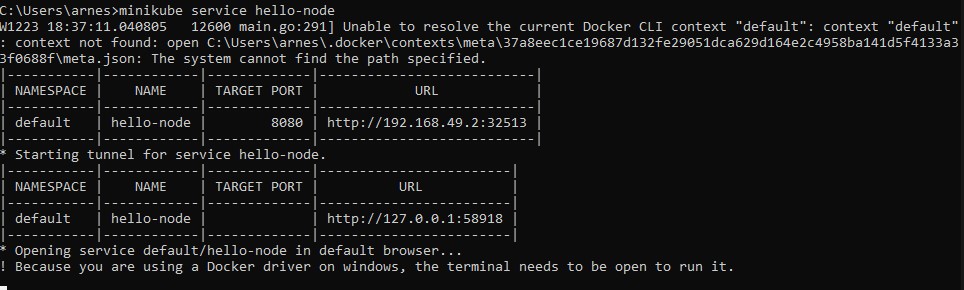 C:\Users\arnes>minikube service hello-node
W1223 18:37:11.040805   12600 main.go:291] Unable to resolve the current Docker CLI context "default": context "default"
: context not found: open C:\Users\arnes\.docker\contexts\meta\37a8eec1ce19687d132fe29051dca629d164e2c4958ba141d5f4133a3
3f0688f\meta.json: The system cannot find the path specified.
|-----------|------------|-------------|---------------------------|
| NAMESPACE |    NAME    | TARGET PORT |            URL            |
|-----------|------------|-------------|---------------------------|
| default   | hello-node |        8080 | http://192.168.49.2:32513 |
|-----------|------------|-------------|---------------------------|
* Starting tunnel for service hello-node.
|-----------|------------|-------------|------------------------|
| NAMESPACE |    NAME    | TARGET PORT |          URL           |
|-----------|------------|-------------|------------------------|
| default   | hello-node |             | http://127.0.0.1:58918 |
|-----------|------------|-------------|------------------------|
* Opening service default/hello-node in default browser...
! Because you are using a Docker driver on windows, the terminal needs to be open to run it.